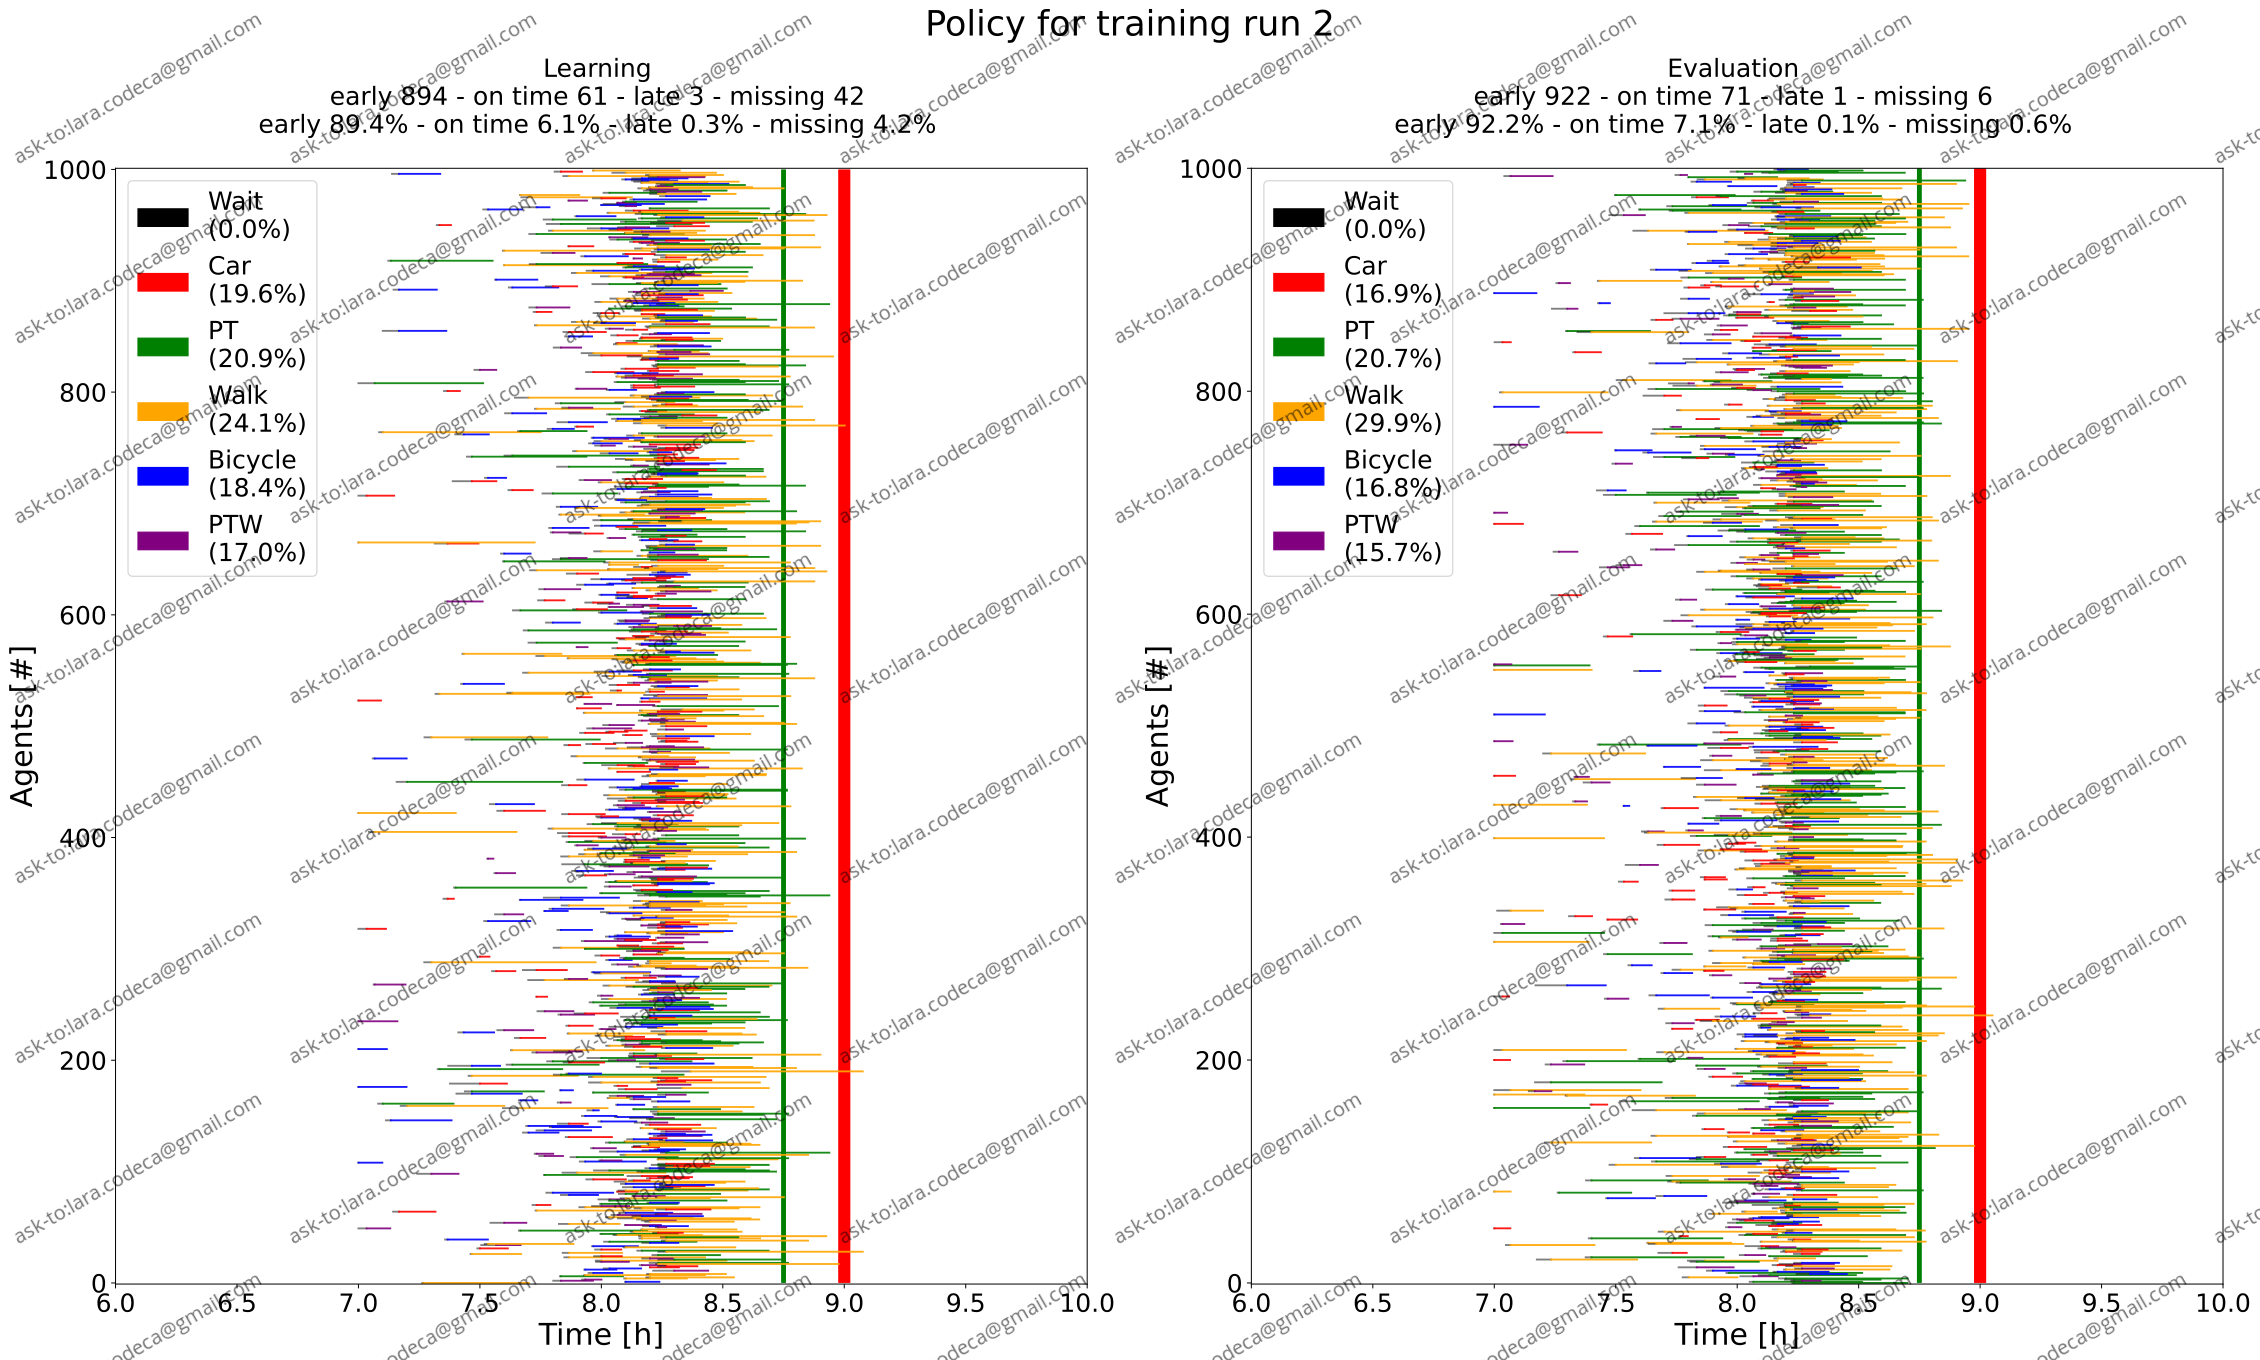 Policy for training run 2
Learning
early 894 - on time 61 - late 3 - missing 42
early 89.4% - on time 6.1% - late 0.3% - missing 4.2%
Wait
(0.0%)
Car
(19.6%)
PT
(20.9%)
Walk
(24.1%)
Bicycle
(18.4%)
PTW
(17.0%)
Agents [#]
1000
800
600
400
200
0
6.0 6.5 7.0 7.5 8.0 8.5 9.0 9.5 10.0
Time [h]
Evaluation
early 922 - on time 71 - late 1 - missing 6
early 92.2% - on time 7.1% - late 0.1% - missing 0.6%
Wait
(0.0%)
Car
(16.9%)
PT
(20.7%)
Walk
(29.9%)
Bicycle
(16.8%)
PTW
(15.7%)
Agents [#]
1000
800
600
400
200
0
6.0 6.5 7.0 7.5 8.0 8.5 9.0 9.5 10.0
Time [h]
ask-to:lara.codeca@gmail.com